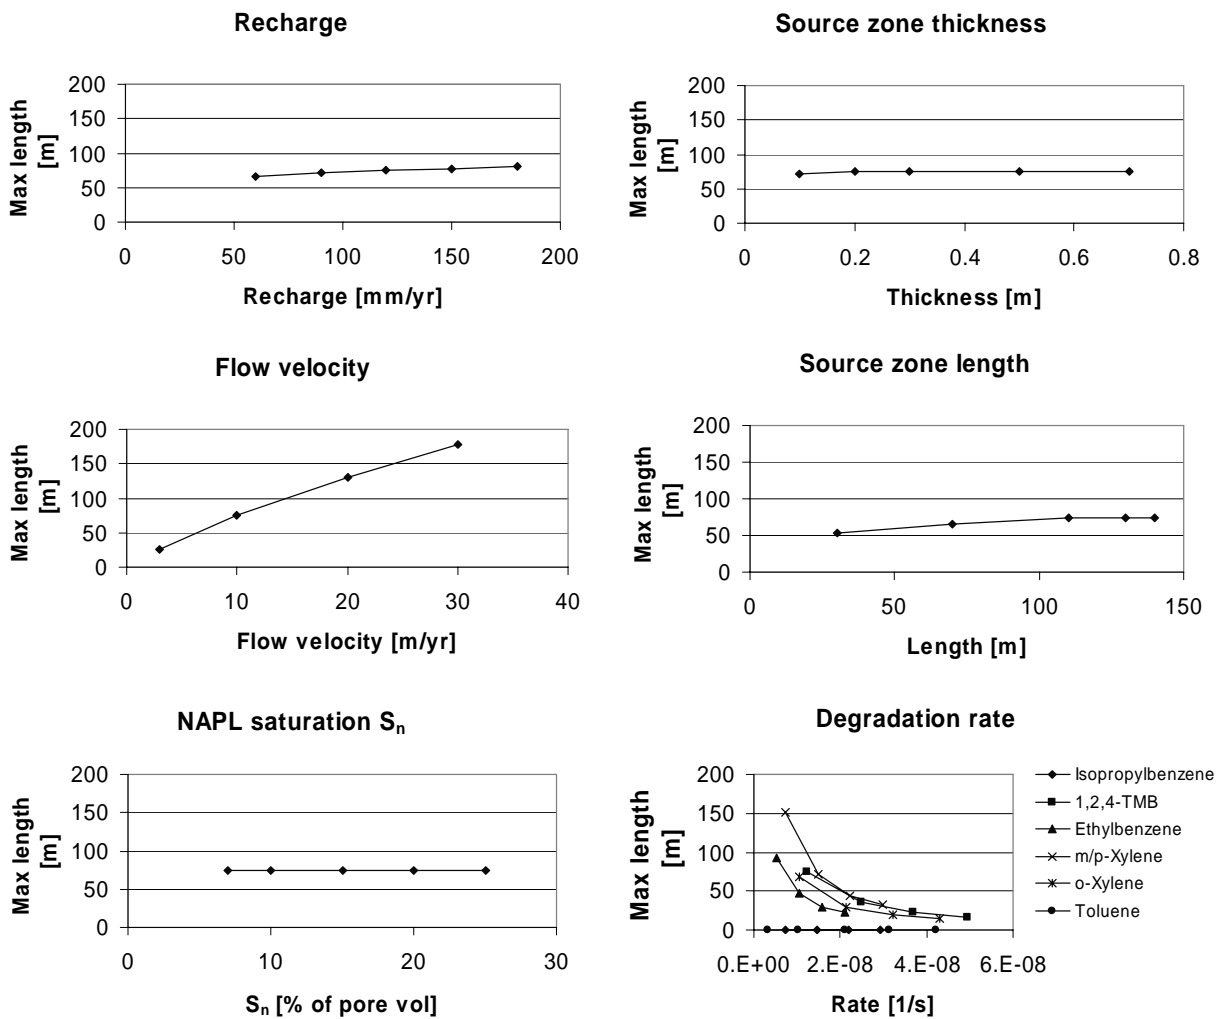 Recharge
Max length
[m]
200
150
100
50
0
0 50 100 150 200
Recharge [mm/yr]
Source zone thickness
Max length
[m]
200
150
100
50
0
0 0.2 0.4 0.6 0.8
Thickness [m]
Flow velocity
Max length
[m]
200
150
100
50
0
0 10 20 30 40
Flow velocity [m/yr]
Source zone length
Max length
[m]
200
150
100
50
0
0 50 100 150
Length [m]
NAPL saturation Sn
Max length
[m]
200
150
100
50
0
0 10 20 30
Sn [% of pore vol]
Degradation rate
Max length
[m]
200
150
100
50
0
0.E+00 2.E-08 4.E-08 6.E-08
Rate [1/s]
Isopropylbenzene
1,2,4-TMB
Ethylbenzene
m/p-Xylene
o-Xylene
Toluene